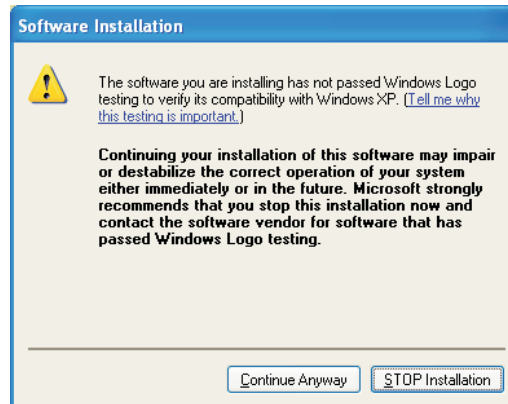 Software Installation
The software you are installing has not passed Windows Logo
testing to verify its compatibility with Windows XP. (Tell me why
this testing is important.)
Continuing your installation of this software may impair
or destabilize the correct operation of your system
either immediately or in the future. Microsoft strongly
recommends that you stop this installation now and
contact the software vendor for software that has
passed Windows Logo testing.
Continue Anyway STOP Installation